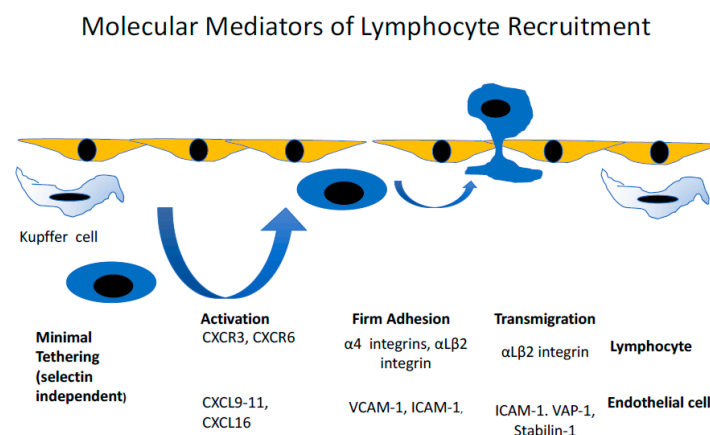 Molecular Mediators of Lymphocyte Recruitment
Kupffer cell
Minimal
Tethering
(selectin
independent)
Activation
CXCR3, CXCR6
CXCL9-11,
CXCL16
Firm Adhesion
α4 integrins, αLβ2
integrin
VCAM-1, ICAM-1,
Transmigration
αLβ2 integrin
ICAM-1. VAP-1,
Stabilin-1
Lymphocyte
Endothelial cell